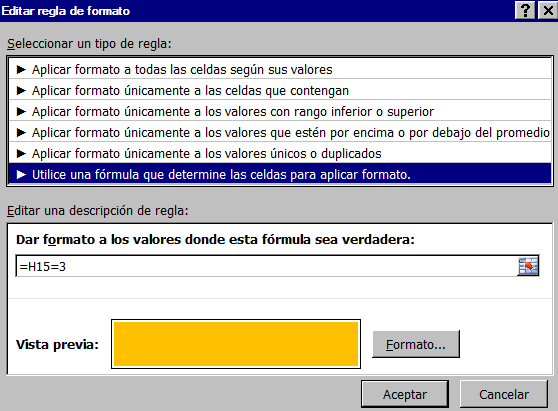 Editar regla de formato
Seleccionar un tipo de regla:
► Aplicar formato a todas las celdas según sus valores
► Aplicar formato únicamente a las celdas que contengan
► Aplicar formato únicamente a los valores con rango inferior o superior
► Aplicar formato únicamente a los valores que estén por encima o por debajo del promedio
► Aplicar formato únicamente a los valores únicos o duplicados
► Utilice una fórmula que determine las celdas para aplicar formato.
Editar una descripción de regla:
Dar formato a los valores donde esta fórmula sea verdadera:
=H15=3
Vista previa:
Formato...
Aceptar
Cancelar